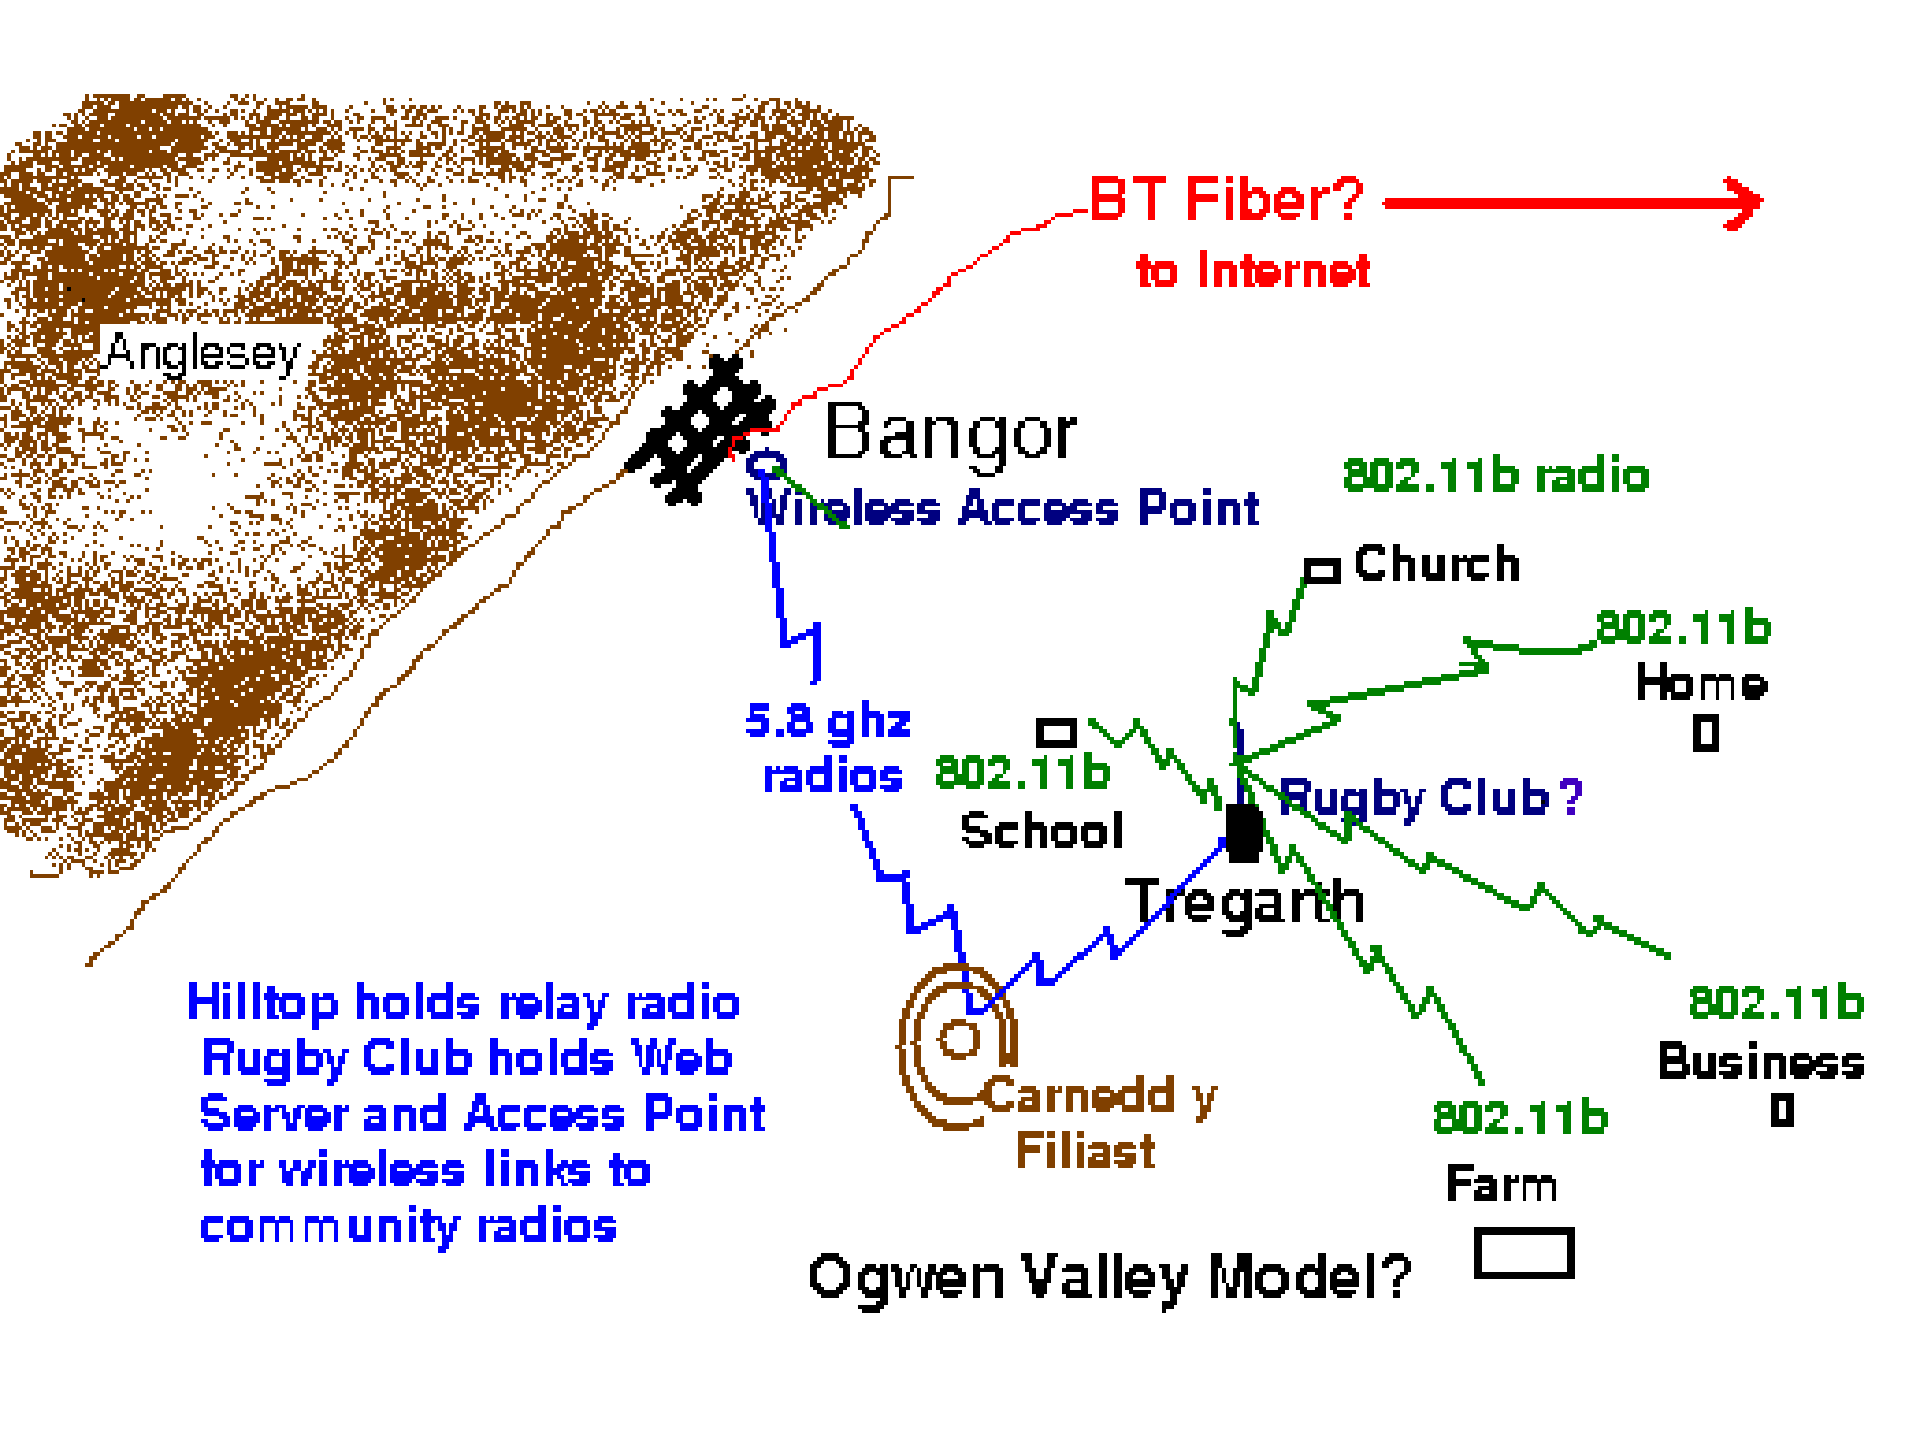 BT Fiber?
to Internet
Anglesey
Bangor
Wireless Access Point
802.11b radio
Church
802.11b
Home
5.8 ghz
radios
802.11b
School
Rugby Club?
Treganth
Hilltop holds relay radio
Rugby Club holds Web
Server and Access Point
for wireless links to
community radios
Carnedd y
Filiast
802.11b
Business
802.11b
Farm
Ogwen Valley Model?